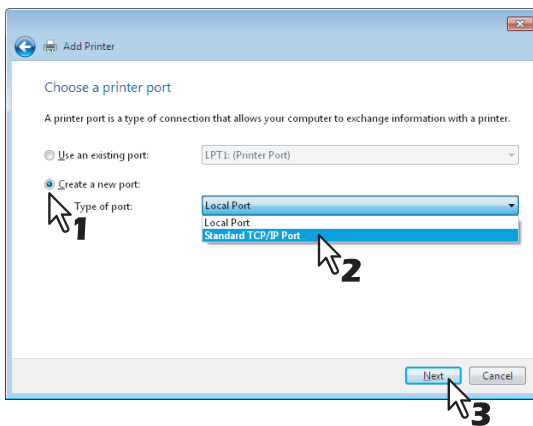 Add Printer
Choose a printer port
A printer port is a type of connection that allows your computer to exchange information with a printer.
Use an existing port: LPT1: (Printer Port)
Create a new port:
Type of port: Local Port
1
Local Port
Standard TCP/IP Port
2
Next Cancel
3